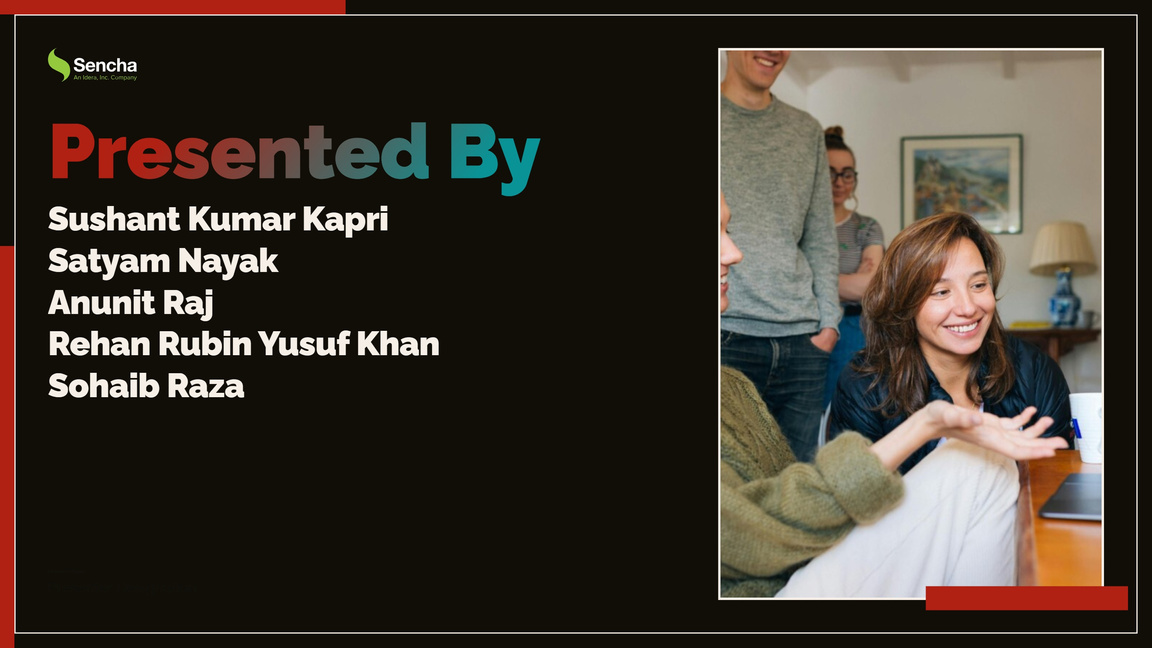 Sencha
An Idera, Inc. Company
Presented By
Sushant Kumar Kapri
Satyam Nayak
Anunit Raj
Rehan Rubin Yusuf Khan
Sohaib Raza